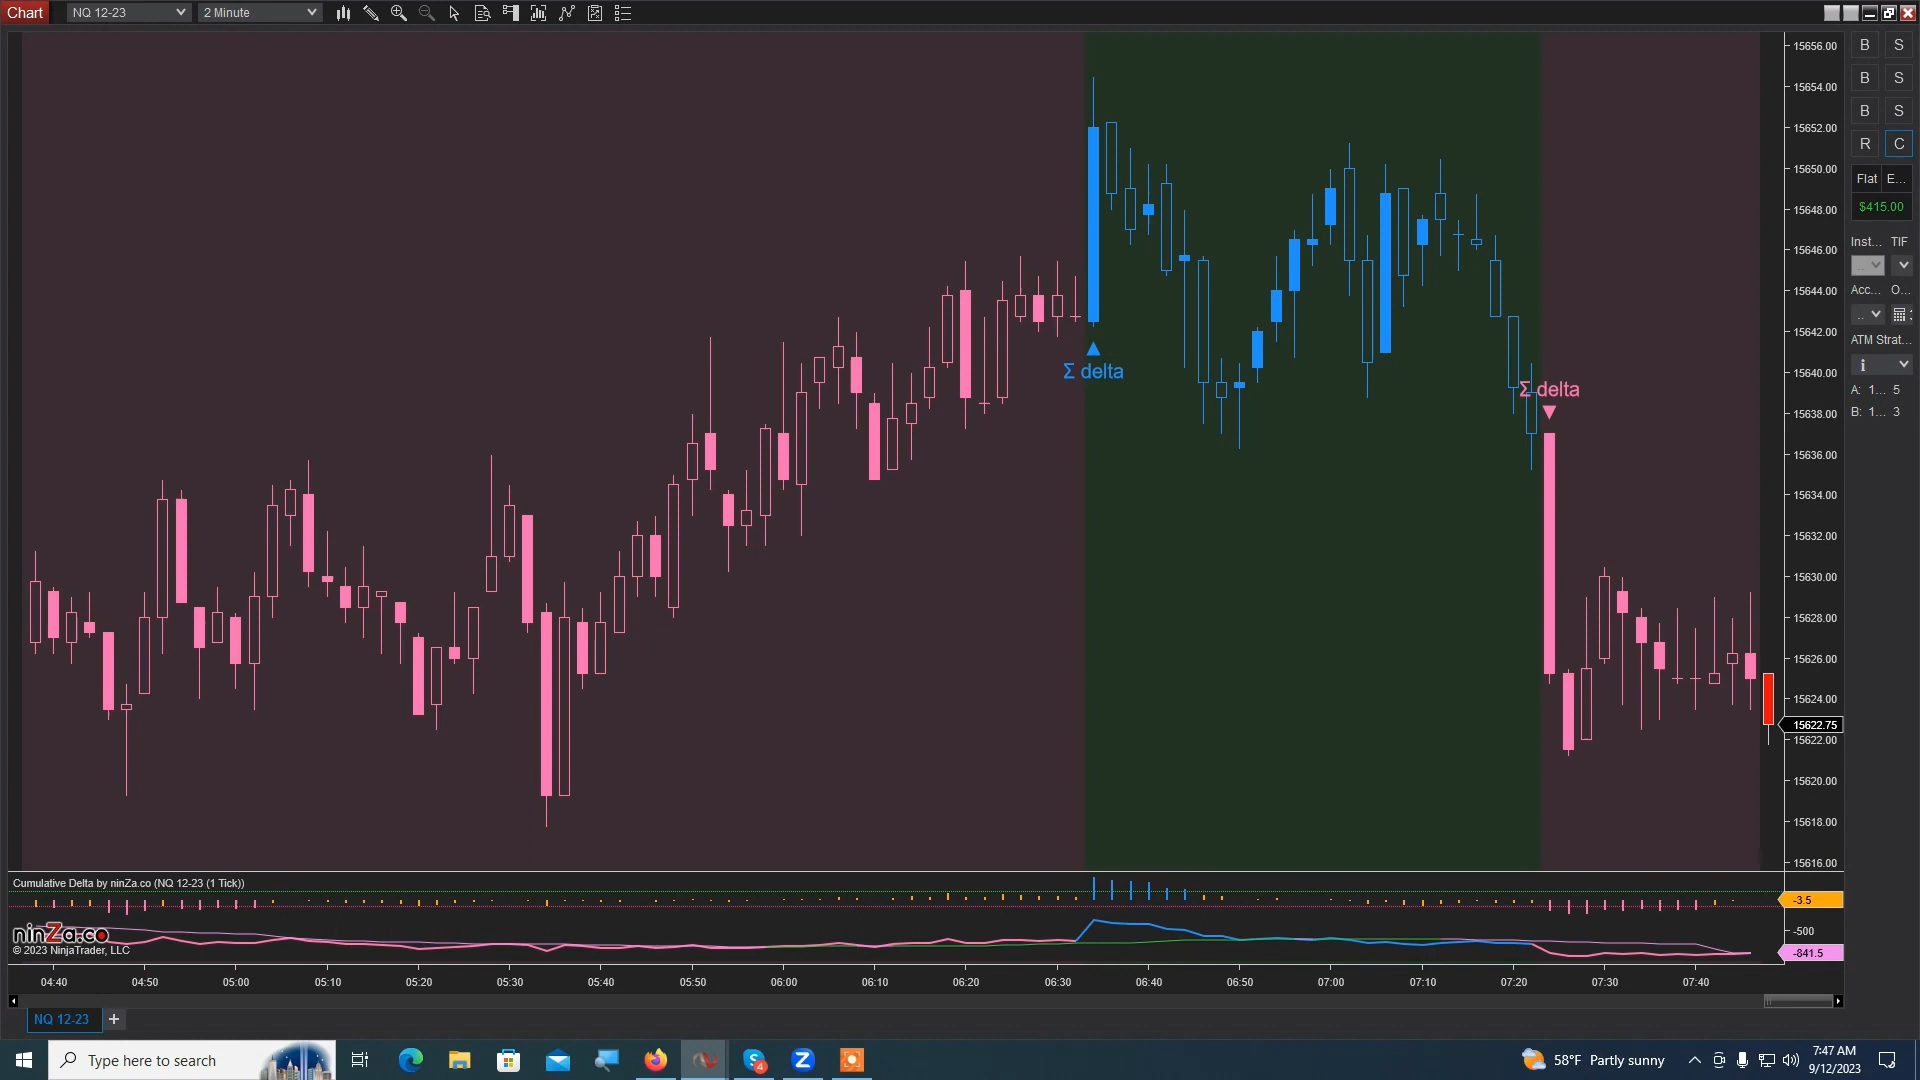 Chart
NQ 12-23
2 Minute
15656.00
15654.00
15652.00
15650.00
15648.00
15646.00
15644.00
15642.00
15640.00
15638.00
15636.00
15634.00
15632.00
15630.00
15628.00
15626.00
15624.00
15622.75
15622.00
15620.00
15618.00
15616.00
B S
B S
B S
R C
Flat E...
$415.00
Inst... TIF
Acc... O...
ATM Strat...
A: 1... 5
B: 1... 3
Σ delta
Σ delta
Cumulative Delta by ninZa.co (NQ 12-23 (1 Tick))
-3.5
-500
-841.5
ninZa.co
© 2023 NinjaTrader, LLC
04:40 04:50 05:00 05:10 05:20 05:30 05:40 05:50 06:00 06:10 06:20 06:30 06:40 06:50 07:00 07:10 07:20 07:30 07:40
NQ 12-23 +
Type here to search
4
58°F Partly sunny
7:47 AM
9/12/2023